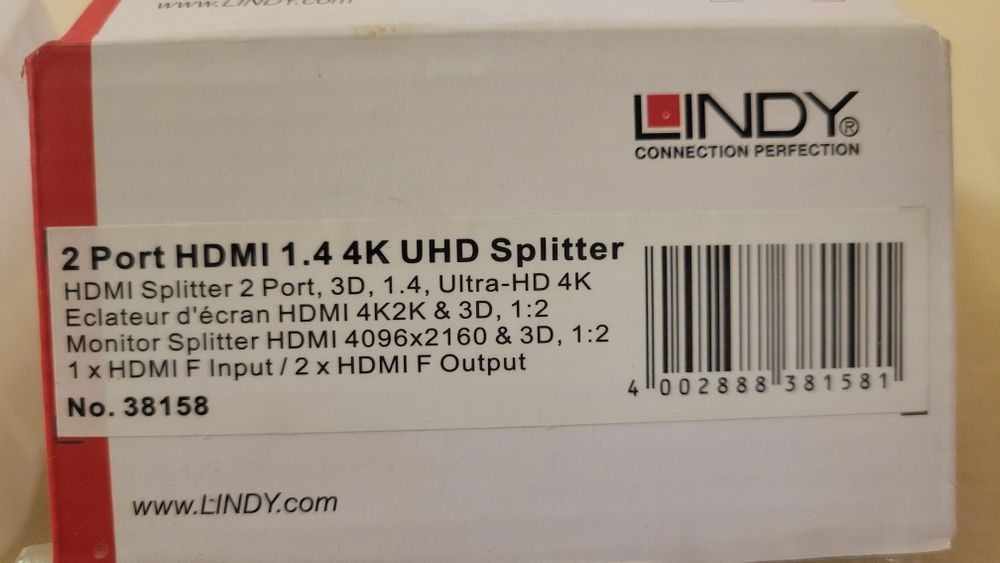 www.LINDY.com
LINDY®
CONNECTION PERFECTION
2 Port HDMI 1.4 4K UHD Splitter
HDMI Splitter 2 Port, 3D, 1.4, Ultra-HD 4K
Eclateur d'écran HDMI 4K2K & 3D, 1:2
Monitor Splitter HDMI 4096x2160 & 3D, 1:2
1 x HDMI F Input / 2 x HDMI F Output
No. 38158
4 002888 381581
www.LINDY.com